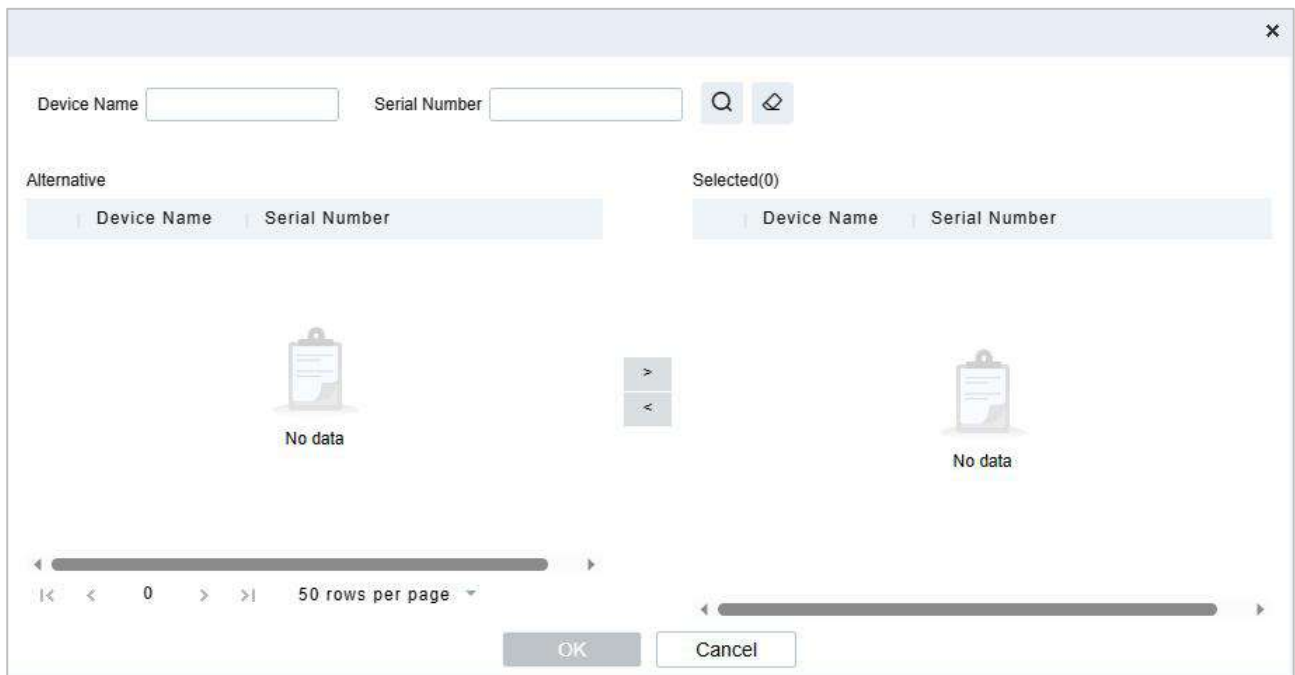 ×
Device Name Serial Number
Alternative Selected(0)
Device Name Serial Number Device Name Serial Number
>
<
No data
No data
|< < 0 > >| 50 rows per page
OK Cancel